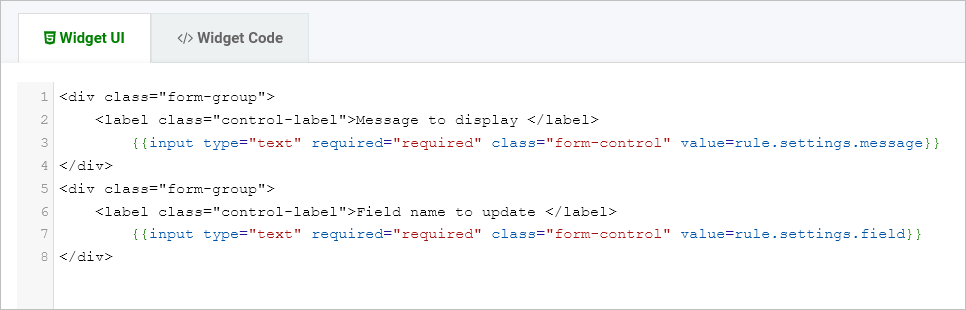 Widget UI </> Widget Code
1 <div class="form-group">
2     <label class="control-label">Message to display </label>
3         {{input type="text" required="required" class="form-control" value=rule.settings.message}}
4 </div>
5 <div class="form-group">
6     <label class="control-label">Field name to update </label>
7         {{input type="text" required="required" class="form-control" value=rule.settings.field}}
8 </div>